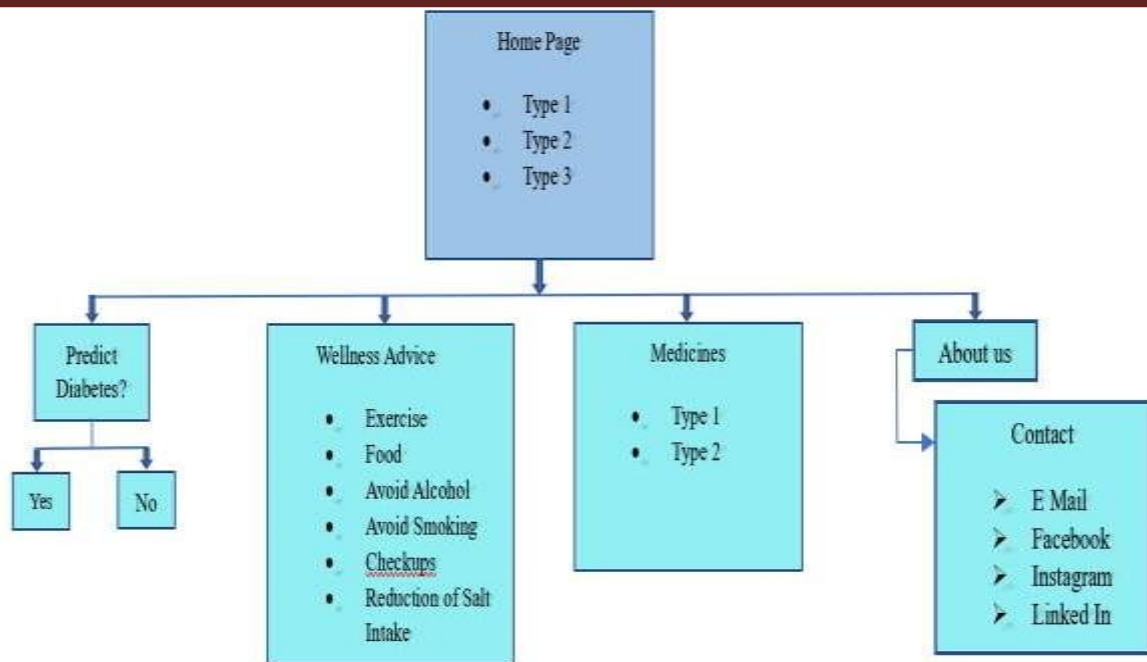 Home Page
• Type 1
• Type 2
• Type 3
Predict
Diabetes?
Yes
No
Wellness Advice
• Exercise
• Food
• Avoid Alcohol
• Avoid Smoking
• Checkups
• Reduction of Salt
Intake
Medicines
• Type 1
• Type 2
About us
Contact
➢ E Mail
➢ Facebook
➢ Instagram
➢ Linked In